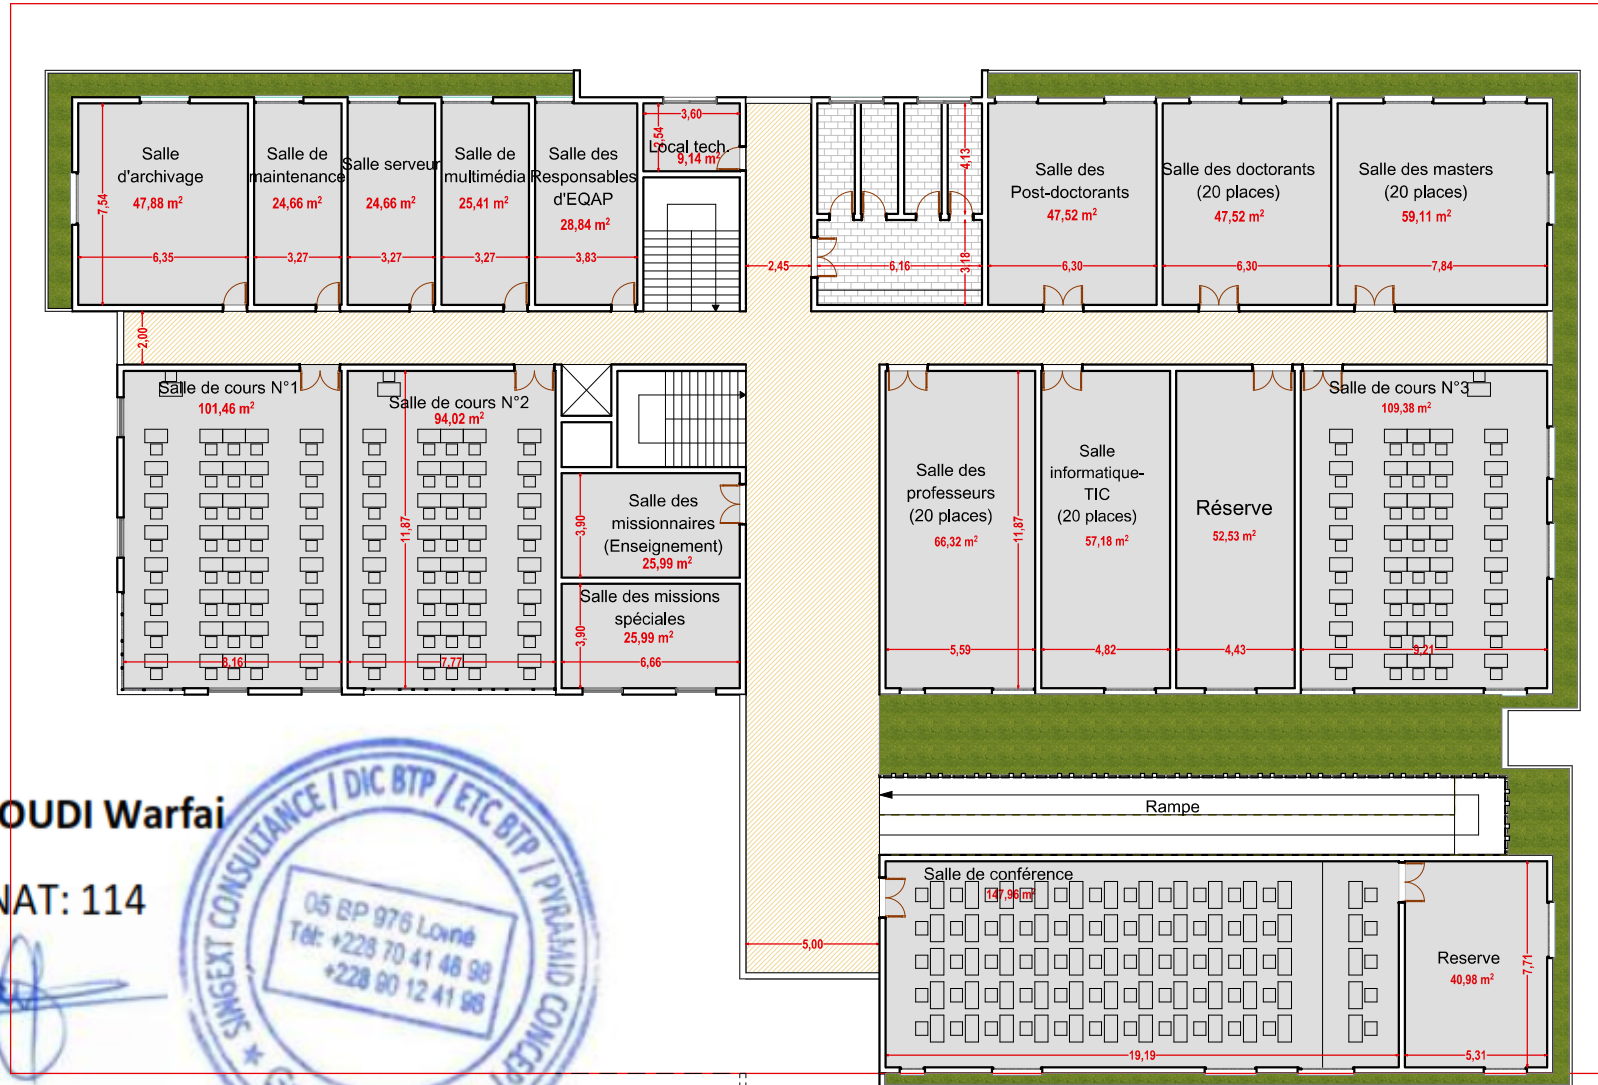 Salle
d'archivage
47,88 m²
7,54
6,35
Salle de
maintenance
24,66 m²
3,27
Salle serveur
24,66 m²
3,27
Salle de
multimédia
25,41 m²
3,27
Salle des
Responsables
d'EQAP
28,84 m²
3,83
3,60
2,54
Local tech.
9,14 m²
2,45
4,13
6,16
3,18
Salle des
Post-doctorants
47,52 m²
6,30
Salle des doctorants
(20 places)
47,52 m²
6,30
Salle des masters
(20 places)
59,11 m²
7,84
2,00
Salle de cours N°1
101,46 m²
8,16
Salle de cours N°2
94,02 m²
11,87
7,77
Salle des
missionnaires
(Enseignement)
25,99 m²
3,90
Salle des missions
spéciales
25,99 m²
3,90
6,66
Salle des
professeurs
(20 places)
66,32 m²
11,87
5,59
Salle
informatique-
TIC
(20 places)
57,18 m²
4,82
Réserve
52,53 m²
4,43
Salle de cours N°3
109,38 m²
9,21
Rampe
5,00
Salle de conférence
147,96 m²
19,19
Reserve
40,98 m²
7,71
5,31
OUDI Warfai
NAT: 114
SINGEXT CONSULTANCE / DIC BTP / ETC BTP / PYRAMID CONCEPT
05 BP 976 Lomé
Tél: +228 70 41 46 98
+228 90 12 41 98